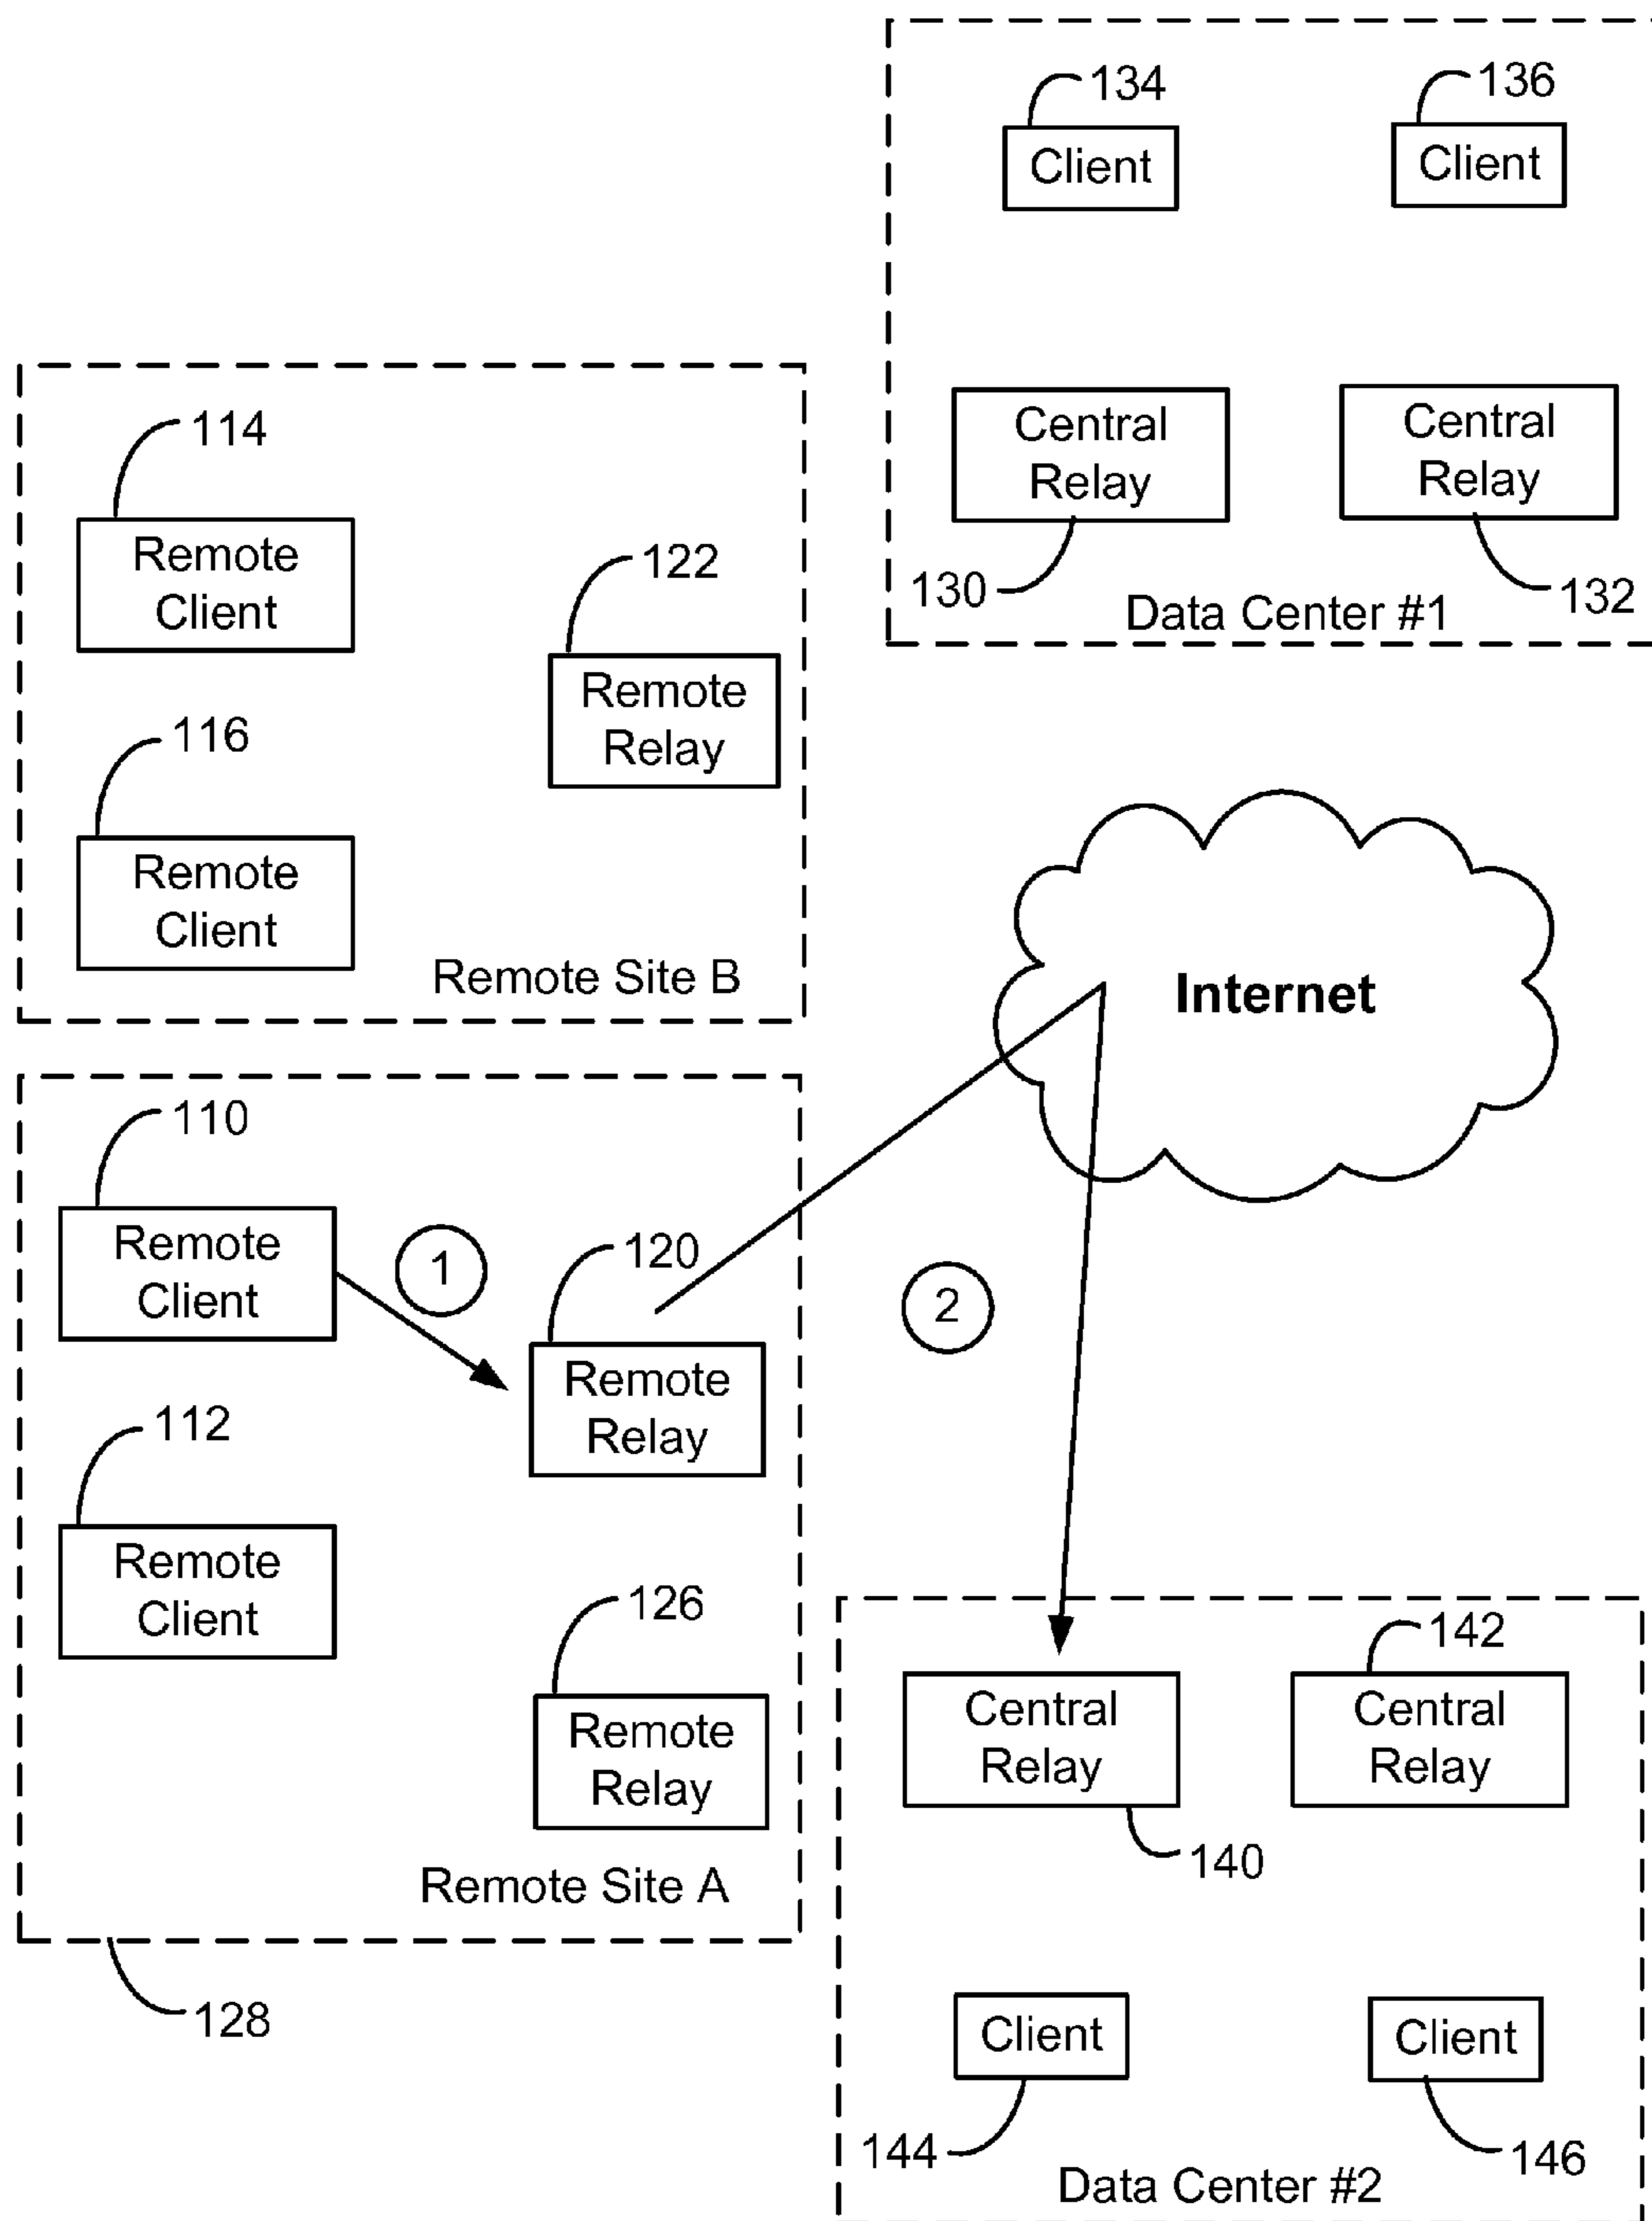 134
136
Client
Client
Central
Relay
Central
Relay
130
132
Data Center #1
114
Remote
Client
122
Remote
Relay
116
Remote
Client
Remote Site B
Internet
110
Remote
Client
1
120
Remote
Relay
2
112
Remote
Client
126
Remote
Relay
Remote Site A
128
142
Central
Relay
Central
Relay
140
Client
Client
144
146
Data Center #2